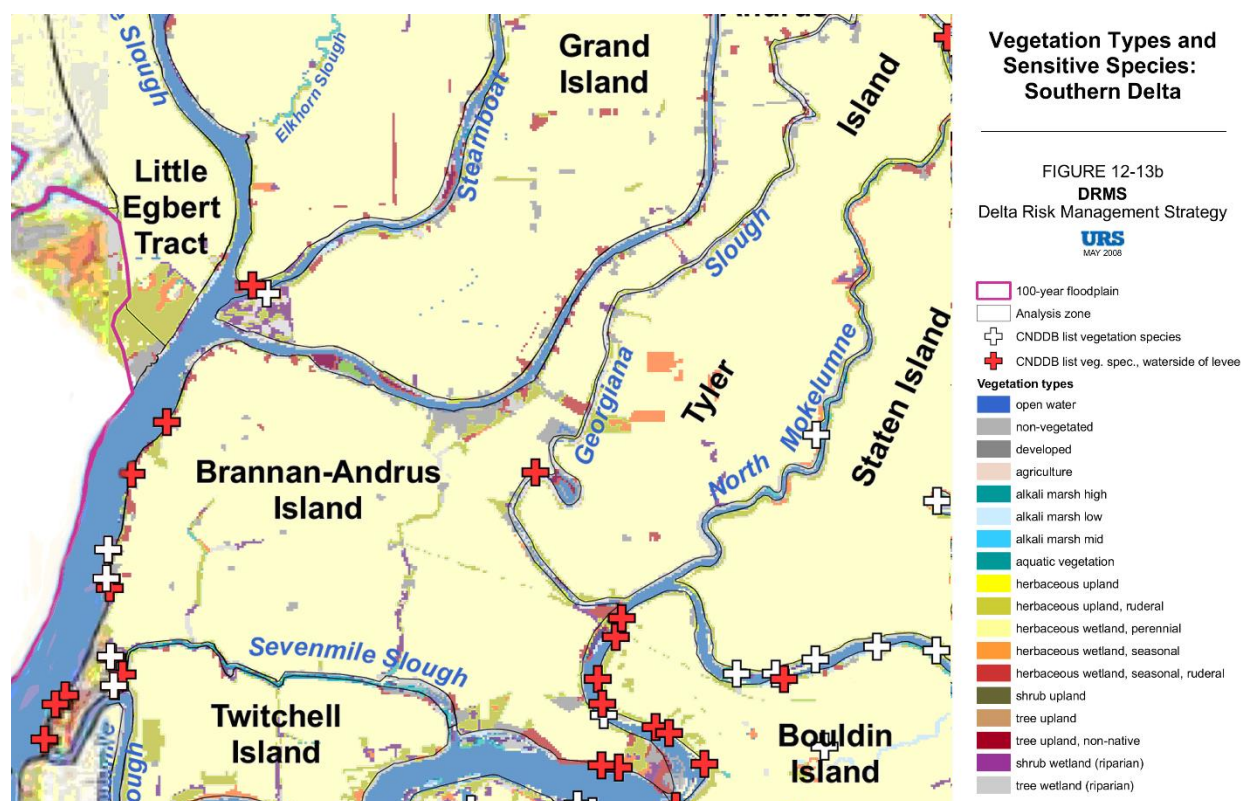 Vegetation Types and
Sensitive Species:
Southern Delta
FIGURE 12-13b
DRMS
Delta Risk Management Strategy
URS
MAY 2008
100-year floodplain
Analysis zone
CNDDB list vegetation species
CNDDB list veg. spec., waterside of levee
Vegetation types
open water
non-vegetated
developed
agriculture
alkali marsh high
alkali marsh low
alkali marsh mid
aquatic vegetation
herbaceous upland
herbaceous upland, ruderal
herbaceous wetland, perennial
herbaceous wetland, seasonal
herbaceous wetland, seasonal, ruderal
shrub upland
tree upland
tree upland, non-native
shrub wetland (riparian)
tree wetland (riparian)
Slough
Elkhorn Slough
Grand
Island
Steamboat
Island
Little
Egbert
Tract
Slough
Georgiana
Tyler
North Mokelumne
Staten Island
Brannan-Andrus
Island
Sevenmile Slough
Twitchell
Island
Slough
Bouldin
Island